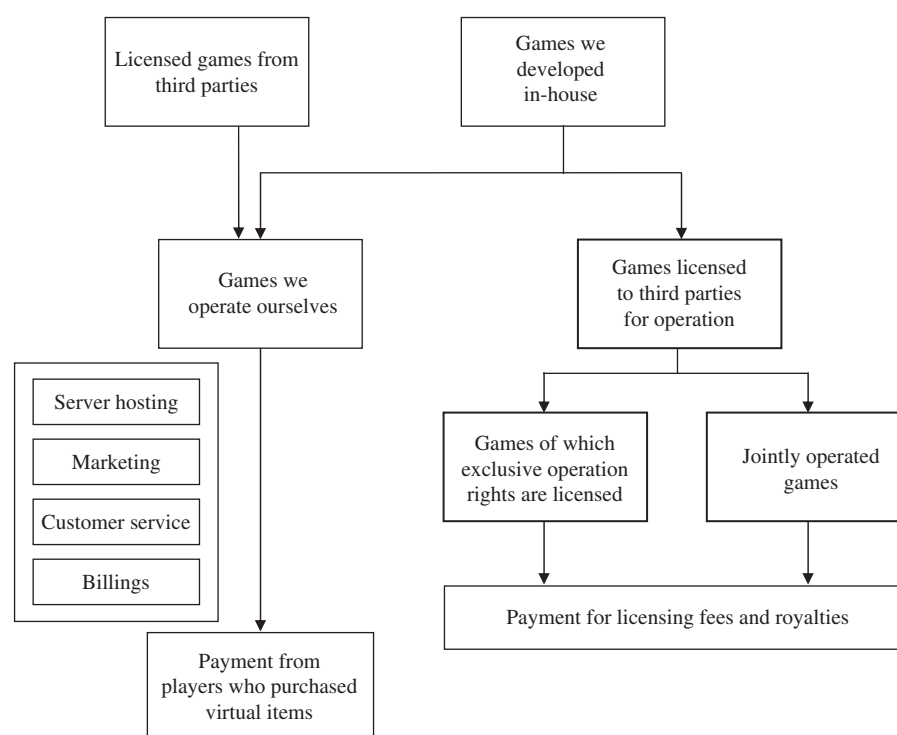 Licensed games from
third parties
Games we
developed
in-house
Games we
operate ourselves
Games licensed
to third parties
for operation
Server hosting
Marketing
Customer service
Billings
Games of which
exclusive operation
rights are licensed
Jointly operated
games
Payment for licensing fees and royalties
Payment from
players who purchased
virtual items